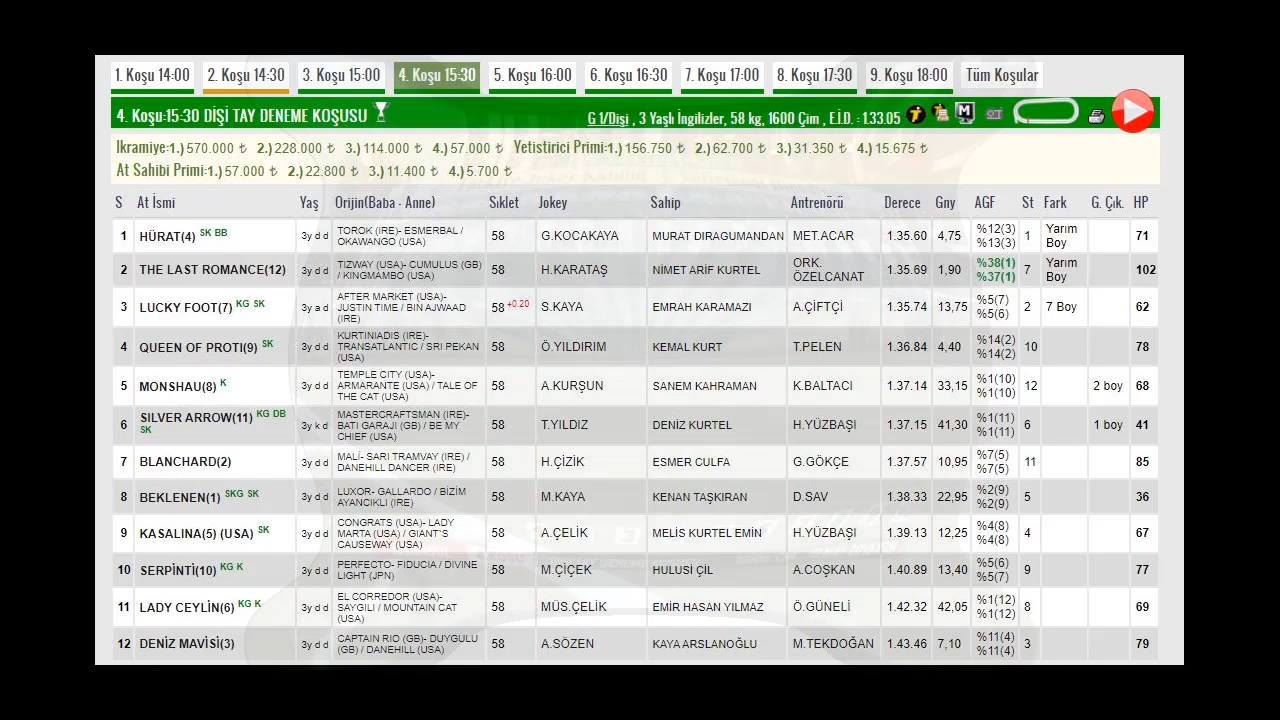 1. Koşu 14:00 2. Koşu 14:30 3. Koşu 15:00 4. Koşu 15:30 5. Koşu 16:00 6. Koşu 16:30 7. Koşu 17:00 8. Koşu 17:30 9. Koşu 18:00 Tüm Koşular
4. Koşu:15:30 DİŞİ TAY DENEME KOŞUSU G 1/Dişi , 3 Yaşlı İngilizler, 58 kg, 1600 Çim , E.İ.D. : 1.33.05
İkramiye:1.) 570.000 ₺ 2.) 228.000 ₺ 3.) 114.000 ₺ 4.) 57.000 ₺ Yetistirici Primi:1.) 156.750 ₺ 2.) 62.700 ₺ 3.) 31.350 ₺ 4.) 15.675 ₺
At Sahibi Primi:1.) 57.000 ₺ 2.) 22.800 ₺ 3.) 11.400 ₺ 4.) 5.700 ₺
S At İsmi Yaş Orijin(Baba - Anne) Sıklet Jokey Sahip Antrenörü Derece Gny AGF St Fark G. Çık. HP
1 HÜRAT(4) SK BB 3y d d TOROK (IRE)- ESMERBAL / OKAWANGO (USA) 58 G.KOCAKAYA MURAT DIRAGUMANDAN MET.ACAR 1.35.60 4,75 %12(3) %13(3) 1 Yarım Boy 71
2 THE LAST ROMANCE(12) 3y d d TIZWAY (USA)- CUMULUS (GB) / KINGMAMBO (USA) 58 H.KARATAŞ NİMET ARİF KURTEL ORK. ÖZELCANAT 1.35.69 1,90 %38(1) %37(1) 7 Yarım Boy 102
3 LUCKY FOOT(7) KG SK 3y a d AFTER MARKET (USA)- JUSTIN TIME / BIN AJWAAD (IRE) 58 +0.20 S.KAYA EMRAH KARAMAZI A.ÇİFTÇİ 1.35.74 13,75 %5(7) %5(6) 2 7 Boy 62
4 QUEEN OF PROTI(9) SK 3y d d KURTINIADIS (IRE)- TRANSATLANTIC / SRI PEKAN (USA) 58 Ö.YILDIRIM KEMAL KURT T.PELEN 1.36.84 4,40 %14(2) %14(2) 10 78
5 MONSHAU(8) K 3y d d TEMPLE CITY (USA)- ARMARANTE (USA) / TALE OF THE CAT (USA) 58 A.KURŞUN SANEM KAHRAMAN K.BALTACI 1.37.14 33,15 %1(10) %1(10) 12 2 boy 68
6 SILVER ARROW(11) KG DB SK 3y k d MASTERCRAFTSMAN (IRE)- BATI GARAJI (GB) / BE MY CHIEF (USA) 58 T.YILDIZ DENİZ KURTEL H.YÜZBAŞI 1.37.15 41,30 %1(11) %1(11) 6 1 boy 41
7 BLANCHARD(2) 3y d d MALİ- SARI TRAMVAY (IRE) / DANEHILL DANCER (IRE) 58 H.ÇİZİK ESMER CULFA G.GÖKÇE 1.37.57 10,95 %7(5) %7(5) 11 85
8 BEKLENEN(1) SKG SK 3y d d LUXOR- GALLARDO / BİZİM AYANCIKLI (IRE) 58 M.KAYA KENAN TAŞKIRAN D.SAV 1.38.33 22,95 %2(9) %2(9) 5 36
9 KASALINA(5) (USA) SK 3y d d CONGRATS (USA)- LADY MARTA (USA) / GIANT'S CAUSEWAY (USA) 58 A.ÇELİK MELİS KURTEL EMİN H.YÜZBAŞI 1.39.13 12,25 %4(8) %4(8) 4 67
10 SERPİNTİ(10) KG K 3y d d PERFECTO- FIDUCIA / DIVINE LIGHT (JPN) 58 M.ÇİÇEK HULUSİ ÇİL A.COŞKAN 1.40.89 13,40 %5(6) %5(7) 9 77
11 LADY CEYLİN(6) KG K 3y d d EL CORREDOR (USA)- SAYGILI / MOUNTAIN CAT (USA) 58 MÜS.ÇELİK EMİR HASAN YILMAZ Ö.GÜNELİ 1.42.32 42,05 %1(12) %1(12) 8 69
12 DENİZ MAVİSİ(3) 3y d d CAPTAIN RIO (GB)- DUYGULU (GB) / DANEHILL (USA) 58 A.SÖZEN KAYA ARSLANOĞLU M.TEKDOĞAN 1.43.46 7,10 %11(4) %11(4) 3 79